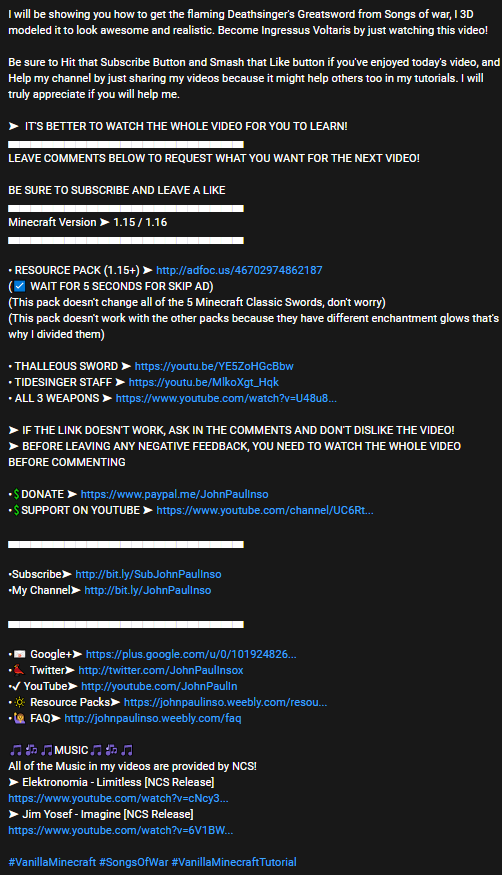 I will be showing you how to get the flaming Deathsinger's Greatsword from Songs of war, I 3D
modeled it to look awesome and realistic. Become Ingressus Voltaris by just watching this video!
Be sure to Hit that Subscribe Button and Smash that Like button if you've enjoyed today's video, and
Help my channel by just sharing my videos because it might help others too in my tutorials. I will
truly appreciate if you will help me.
➤ IT'S BETTER TO WATCH THE WHOLE VIDEO FOR YOU TO LEARN!
LEAVE COMMENTS BELOW TO REQUEST WHAT YOU WANT FOR THE NEXT VIDEO!
BE SURE TO SUBSCRIBE AND LEAVE A LIKE
Minecraft Version ➤ 1.15 / 1.16
• RESOURCE PACK (1.15+) ➤ http://adfoc.us/46702974862187
(☑ WAIT FOR 5 SECONDS FOR SKIP AD)
(This pack doesn't change all of the 5 Minecraft Classic Swords, don't worry)
(This pack doesn't work with the other packs because they have different enchantment glows that's
why I divided them)
• THALLEOUS SWORD ➤ https://youtu.be/YE5ZoHGcBbw
• TIDESINGER STAFF ➤ https://youtu.be/MlkoXgt_Hqk
• ALL 3 WEAPONS ➤ https://www.youtube.com/watch?v=U48u8...
➤ IF THE LINK DOESN'T WORK, ASK IN THE COMMENTS AND DON'T DISLIKE THE VIDEO!
➤ BEFORE LEAVING ANY NEGATIVE FEEDBACK, YOU NEED TO WATCH THE WHOLE VIDEO
BEFORE COMMENTING
•💲DONATE ➤ https://www.paypal.me/JohnPaulInso
•💲SUPPORT ON YOUTUBE ➤ https://www.youtube.com/channel/UC6Rt...
•Subscribe➤ http://bit.ly/SubJohnPaulInso
•My Channel➤ http://bit.ly/JohnPaulInso
• Google+➤ https://plus.google.com/u/0/101924826...
• Twitter➤ http://twitter.com/JohnPaulInsox
•✔ YouTube➤ http://youtube.com/JohnPaulIn
• Resource Packs➤ https://johnpaulinso.weebly.com/resou...
• FAQ➤ http://johnpaulinso.weebly.com/faq
🎵🎶🎵MUSIC🎵🎶🎵
All of the Music in my videos are provided by NCS!
➤ Elektronomia - Limitless [NCS Release]
https://www.youtube.com/watch?v=cNcy3...
➤ Jim Yosef - Imagine [NCS Release]
https://www.youtube.com/watch?v=6V1BW...
#VanillaMinecraft #SongsOfWar #VanillaMinecraftTutorial